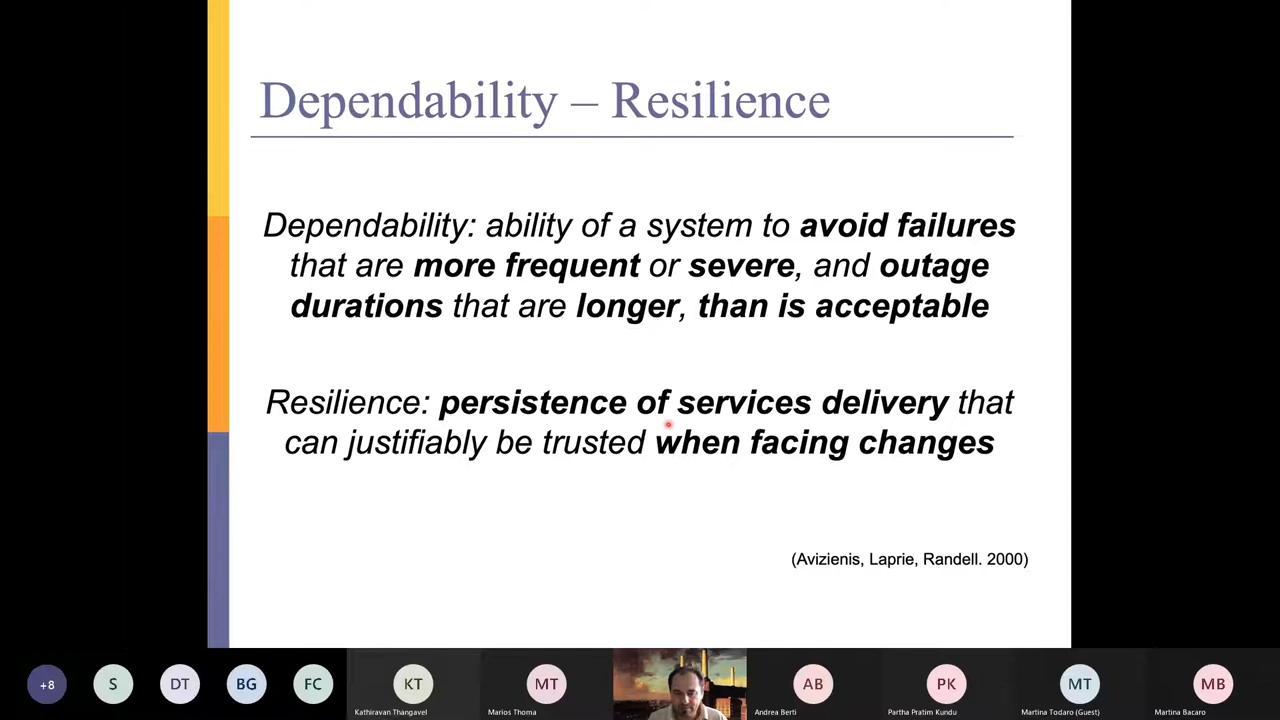 Dependability – Resilience
Dependability: ability of a system to avoid failures
that are more frequent or severe, and outage
durations that are longer, than is acceptable
Resilience: persistence of services delivery that
can justifiably be trusted when facing changes
(Avizienis, Laprie, Randell. 2000)
+8
S
DT
BG
FC
KT
MT
AB
PK
MT
MB
Kathiravan Thangavel
Marios Thoma
Andrea Berti
Partha Pratim Kundu
Martina Todaro (Guest)
Martina Bacaro